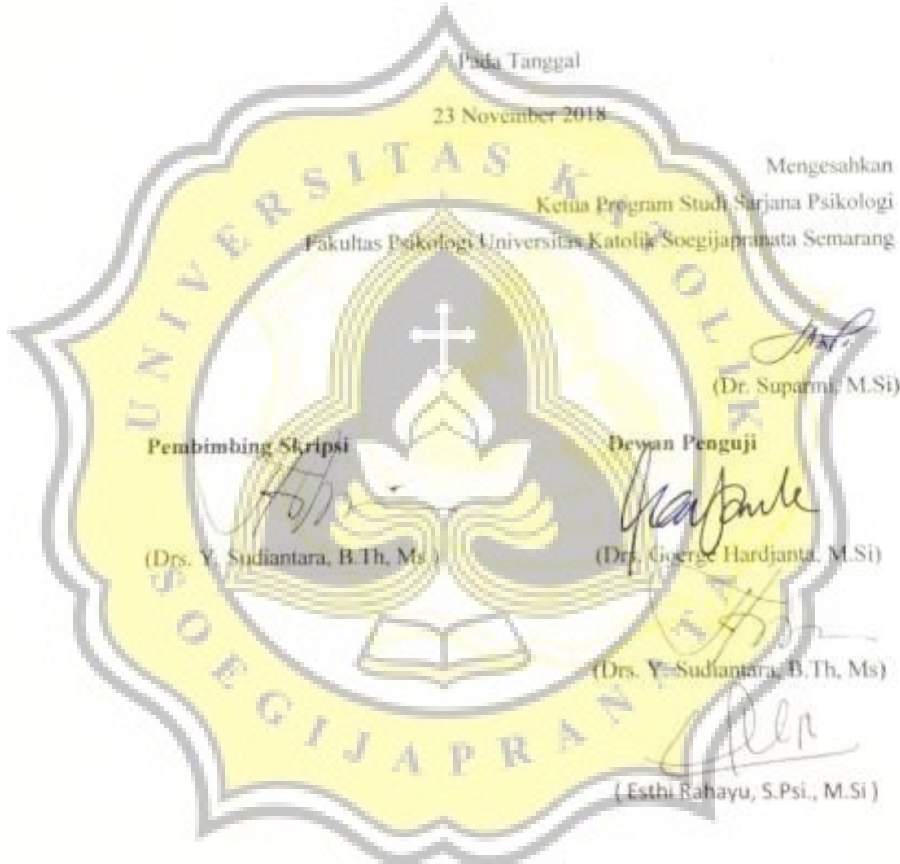 Pada Tanggal
23 November 2018
Mengesahkan
Ketua Program Studi Sarjana Psikologi
Fakultas Psikologi Universitas Katolik Soegijapranata Semarang
(Dr. Suparmi, M.Si)
Pembimbing Skripsi
Dewan Penguji
(Drs. Y. Sudiantara, B.Th, Ms )
(Drs. Goerge Hardjanta, M.Si)
(Drs. Y. Sudiantara, B.Th, Ms)
( Esthi Rahayu, S.Psi., M.Si )
UNIVERSITAS KATOLIK
SOEGIJAPRANATA